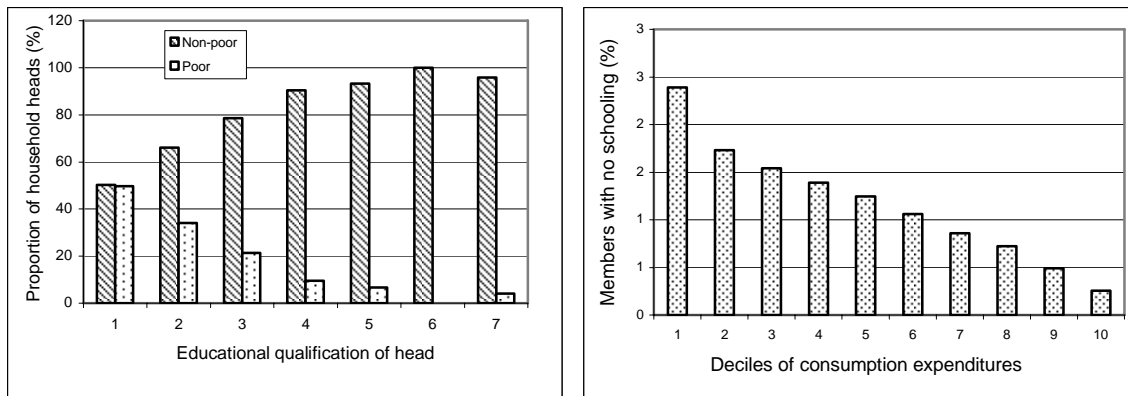 Proportion of household heads (%)
120
100
80
60
40
20
0
Non-poor
Poor
1 2 3 4 5 6 7
Educational qualification of head
Members with no schooling (%)
3
3
2
2
1
1
0
1 2 3 4 5 6 7 8 9 10
Deciles of consumption expenditures